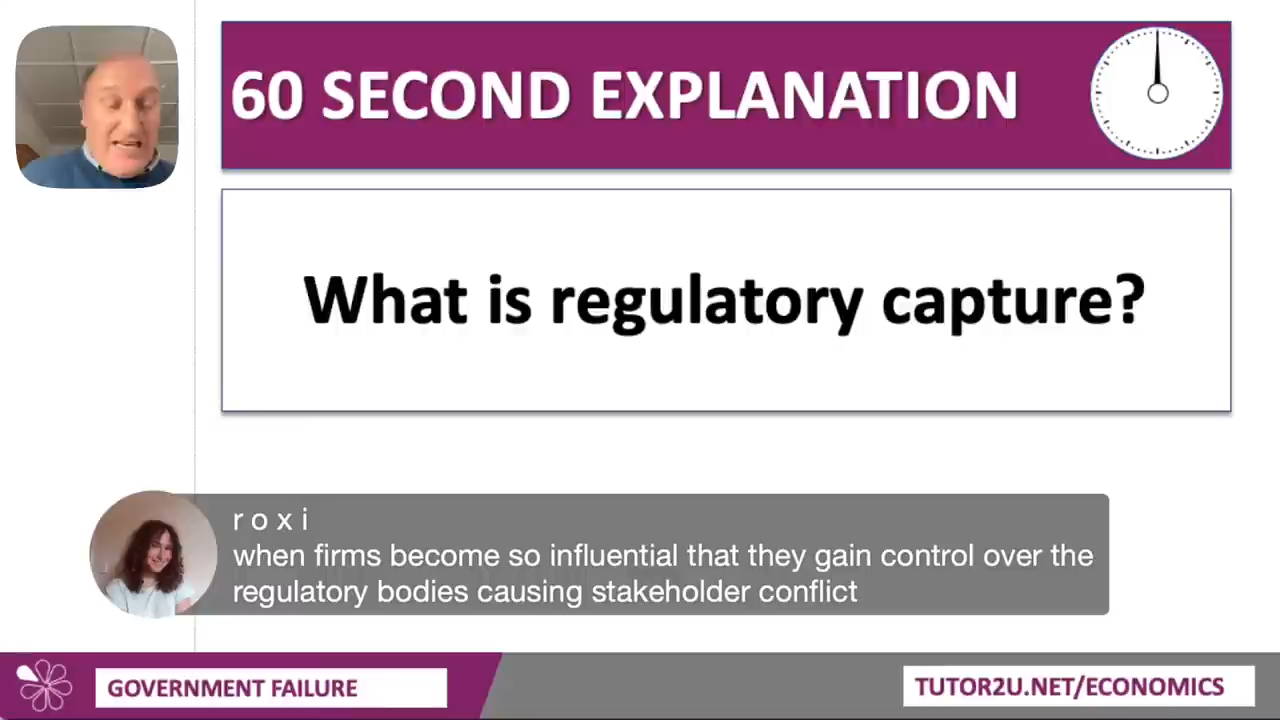 60 SECOND EXPLANATION
What is regulatory capture?
r o x i
when firms become so influential that they gain control over the
regulatory bodies causing stakeholder conflict
GOVERNMENT FAILURE
TUTOR2U.NET/ECONOMICS